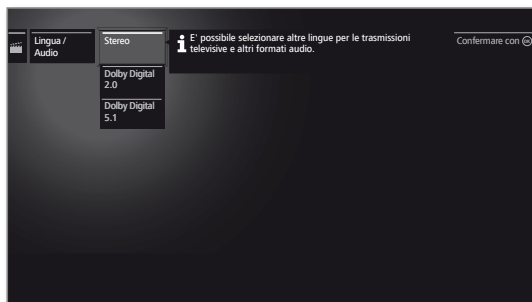 Lingua /
Audio
Stereo
Dolby Digital
2.0
Dolby Digital
5.1
i E' possibile selezionare altre lingue per le trasmissioni
televisive e altri formati audio.
Confermare con OK